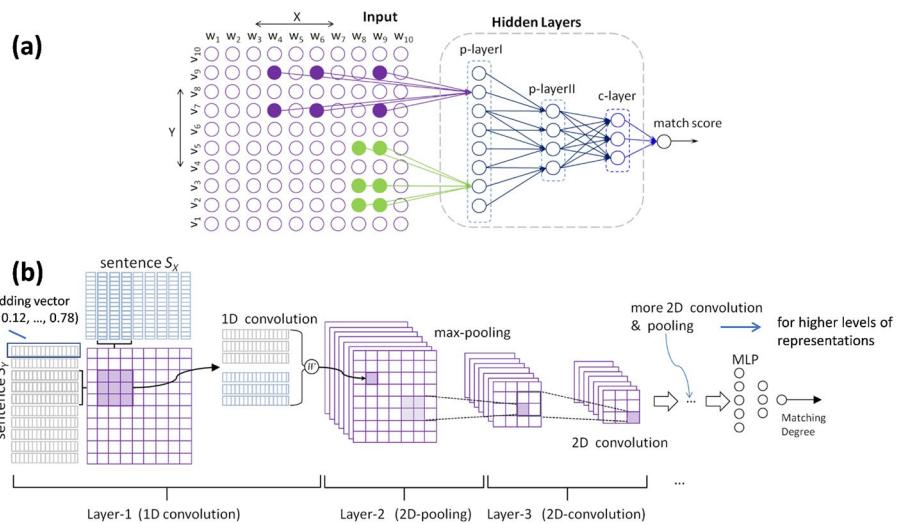 (a)
X
Input
Hidden Layers
w1 w2 w3 w4 w5 w6 w7 w8 w9 w10
v10
v9
v8
v7
v6
v5
v4
v3
v2
v1
Y
p-layerI
p-layerII
c-layer
match score
(b)
sentence SX
dding vector
0.12, ..., 0.78)
sentence SY
1D convolution
W
max-pooling
2D convolution
more 2D convolution
& pooling
for higher levels of
representations
...
MLP
Matching
Degree
...
Layer-1 (1D convolution)
Layer-2 (2D-pooling)
Layer-3 (2D-convolution)